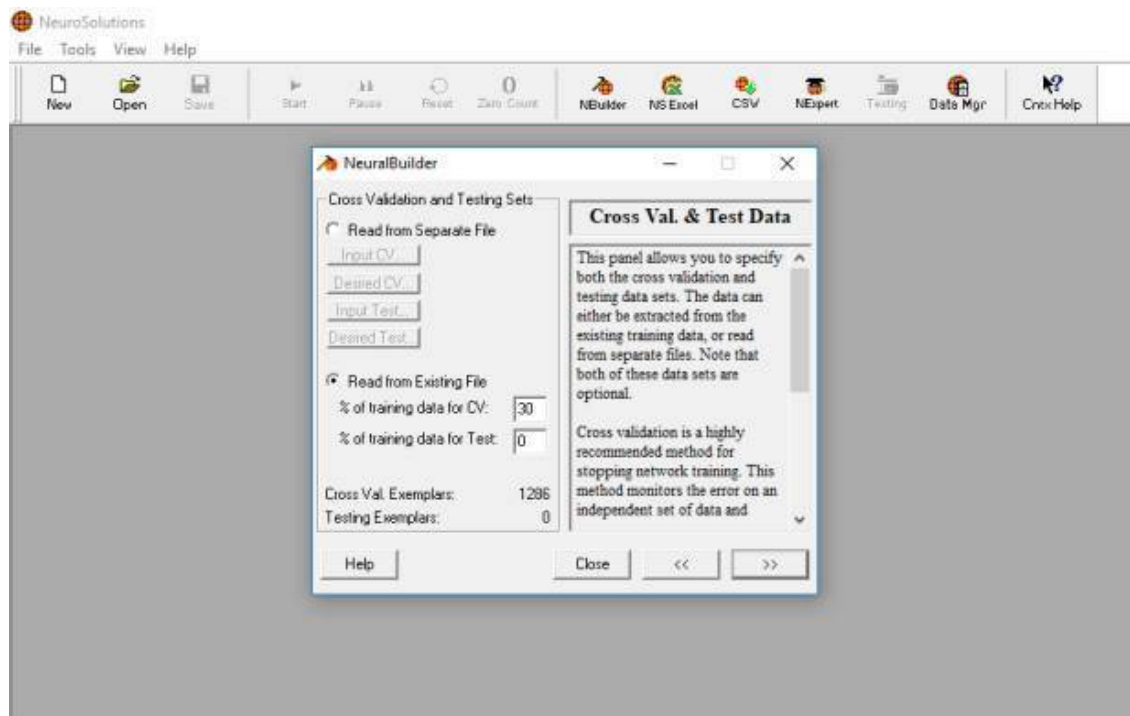 NeuroSolutions
File Tools View Help
New Open Save Start Pause Reset Zero Count NBuilder NS Excel CSV NExpert Testing Data Mgr Cntx Help
NeuralBuilder
Cross Validation and Testing Sets
Read from Separate File
Input CV...
Desired CV...
Input Test...
Desired Test...
Read from Existing File
% of training data for CV: 30
% of training data for Test: 0
Cross Val. Exemplars: 1286
Testing Exemplars: 0
Cross Val. & Test Data
This panel allows you to specify
both the cross validation and
testing data sets. The data can
either be extracted from the
existing training data, or read
from separate files. Note that
both of these data sets are
optional.
Cross validation is a highly
recommended method for
stopping network training. This
method monitors the error on an
independent set of data and
Help Close << >>